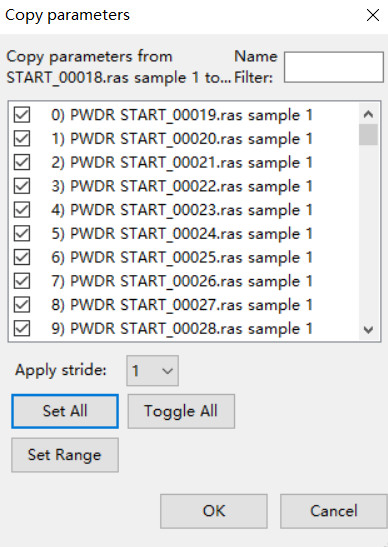 Copy parameters
Copy parameters from
START_00018.ras sample 1 to...
Name
Filter:
0) PWDR START_00019.ras sample 1
1) PWDR START_00020.ras sample 1
2) PWDR START_00021.ras sample 1
3) PWDR START_00022.ras sample 1
4) PWDR START_00023.ras sample 1
5) PWDR START_00024.ras sample 1
6) PWDR START_00025.ras sample 1
7) PWDR START_00026.ras sample 1
8) PWDR START_00027.ras sample 1
9) PWDR START_00028.ras sample 1
Apply stride: 1
Set All Toggle All
Set Range
OK Cancel